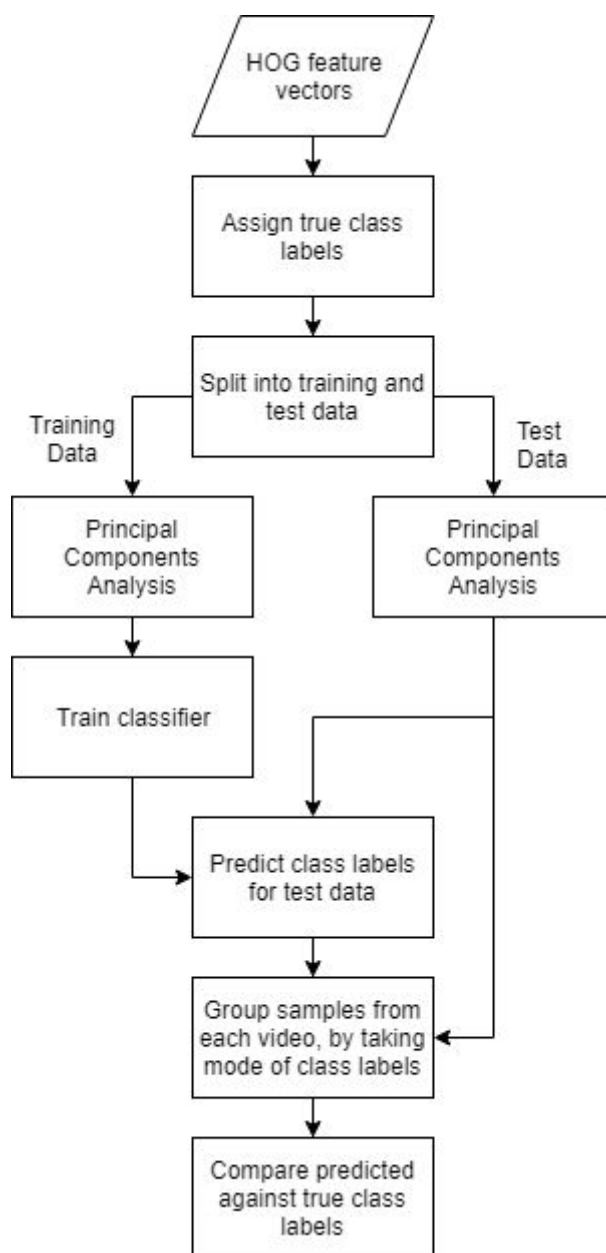 HOG feature
vectors
Assign true class
labels
Split into training and
test data
Training
Data
Test
Data
Principal
Components
Analysis
Principal
Components
Analysis
Train classifier
Predict class labels
for test data
Group samples from
each video, by taking
mode of class labels
Compare predicted
against true class
labels